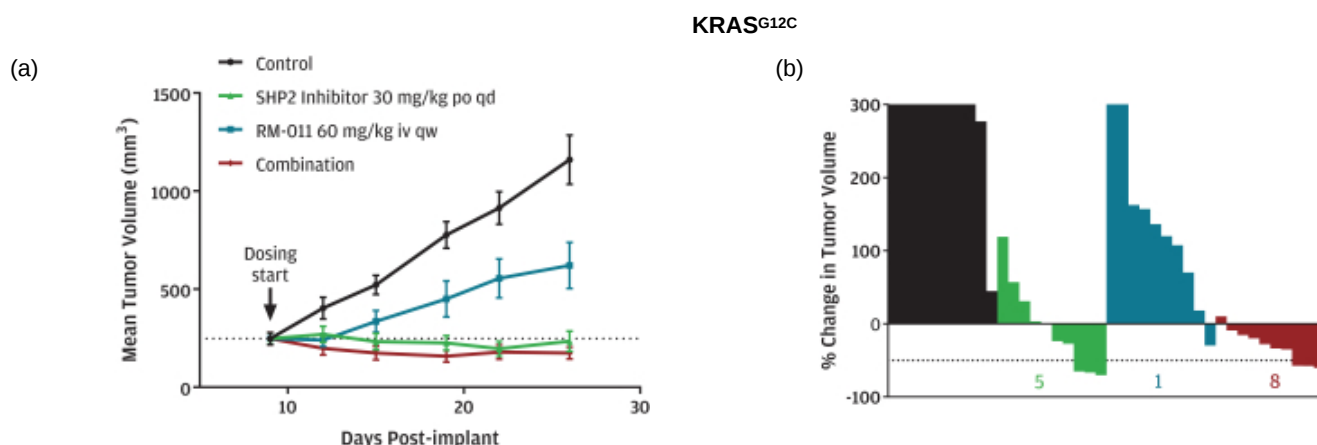 KRASG12C
(a)
Control
SHP2 Inhibitor 30 mg/kg po qd
RM-011 60 mg/kg iv qw
Combination
Mean Tumor Volume (mm3)
1500
1000
500
0
Dosing
start
10
20
30
Days Post-implant
(b)
% Change in Tumor Volume
300
200
100
0
-100
5
1
8